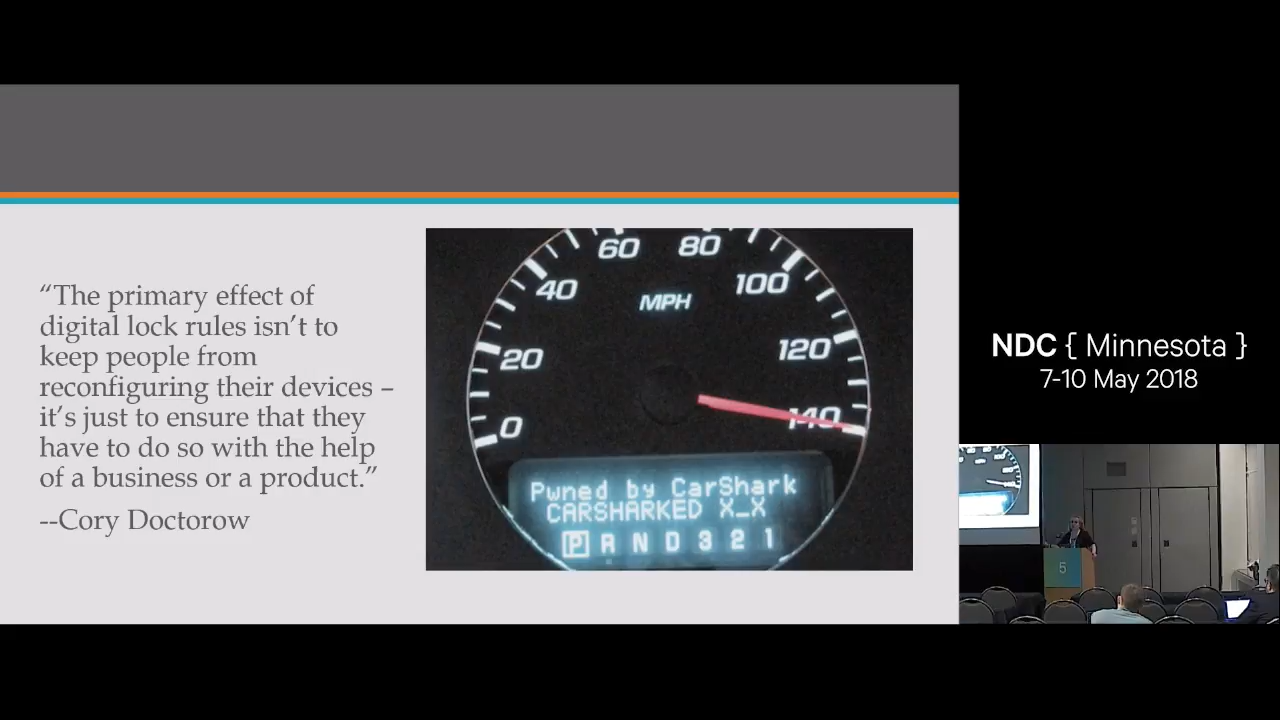 “The primary effect of
digital lock rules isn’t to
keep people from
reconfiguring their devices –
it’s just to ensure that they
have to do so with the help
of a business or a product.”
--Cory Doctorow
60 80
40 100
MPH
20 120
0 140
Pwned by CarShark
CARSHARKED X_X
P R N D 3 2 1
NDC { Minnesota }
7-10 May 2018
5